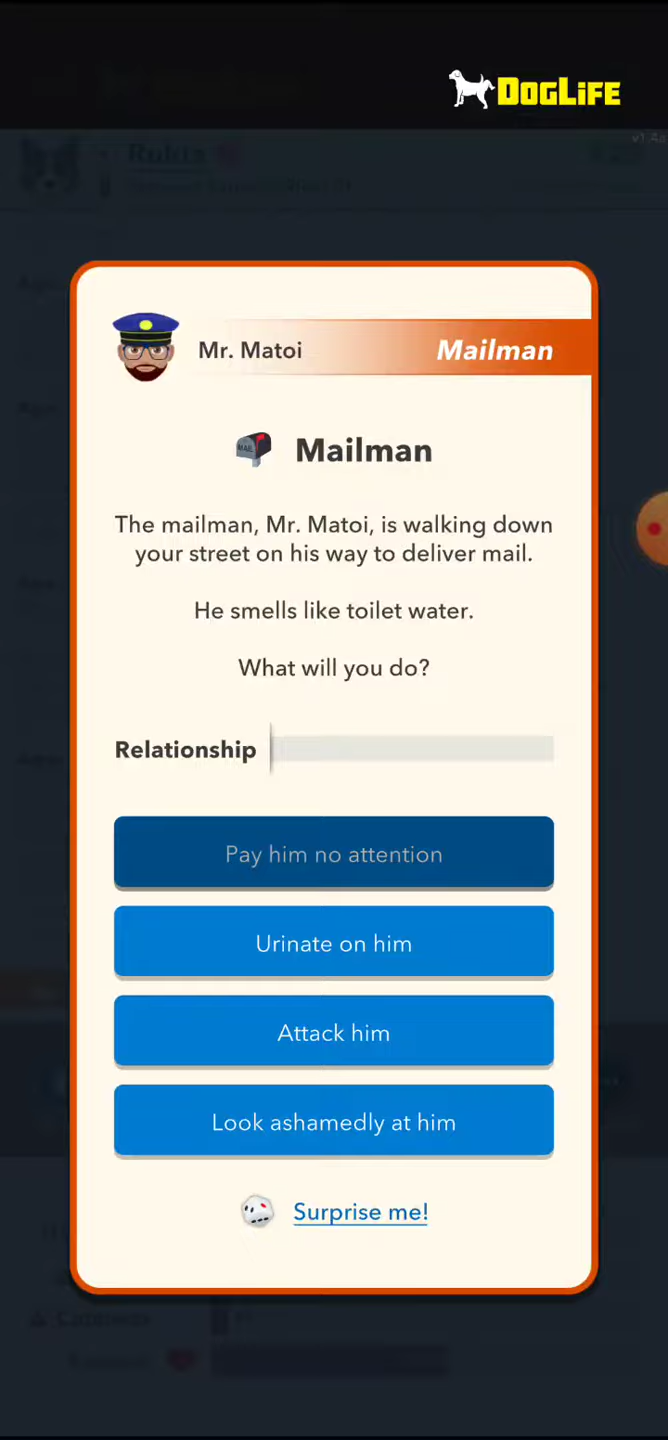 DOGLIFE
Mr. Matoi
Mailman
MAIL
Mailman
The mailman, Mr. Matoi, is walking down
your street on his way to deliver mail.
He smells like toilet water.
What will you do?
Relationship
Pay him no attention
Urinate on him
Attack him
Look ashamedly at him
Surprise me!